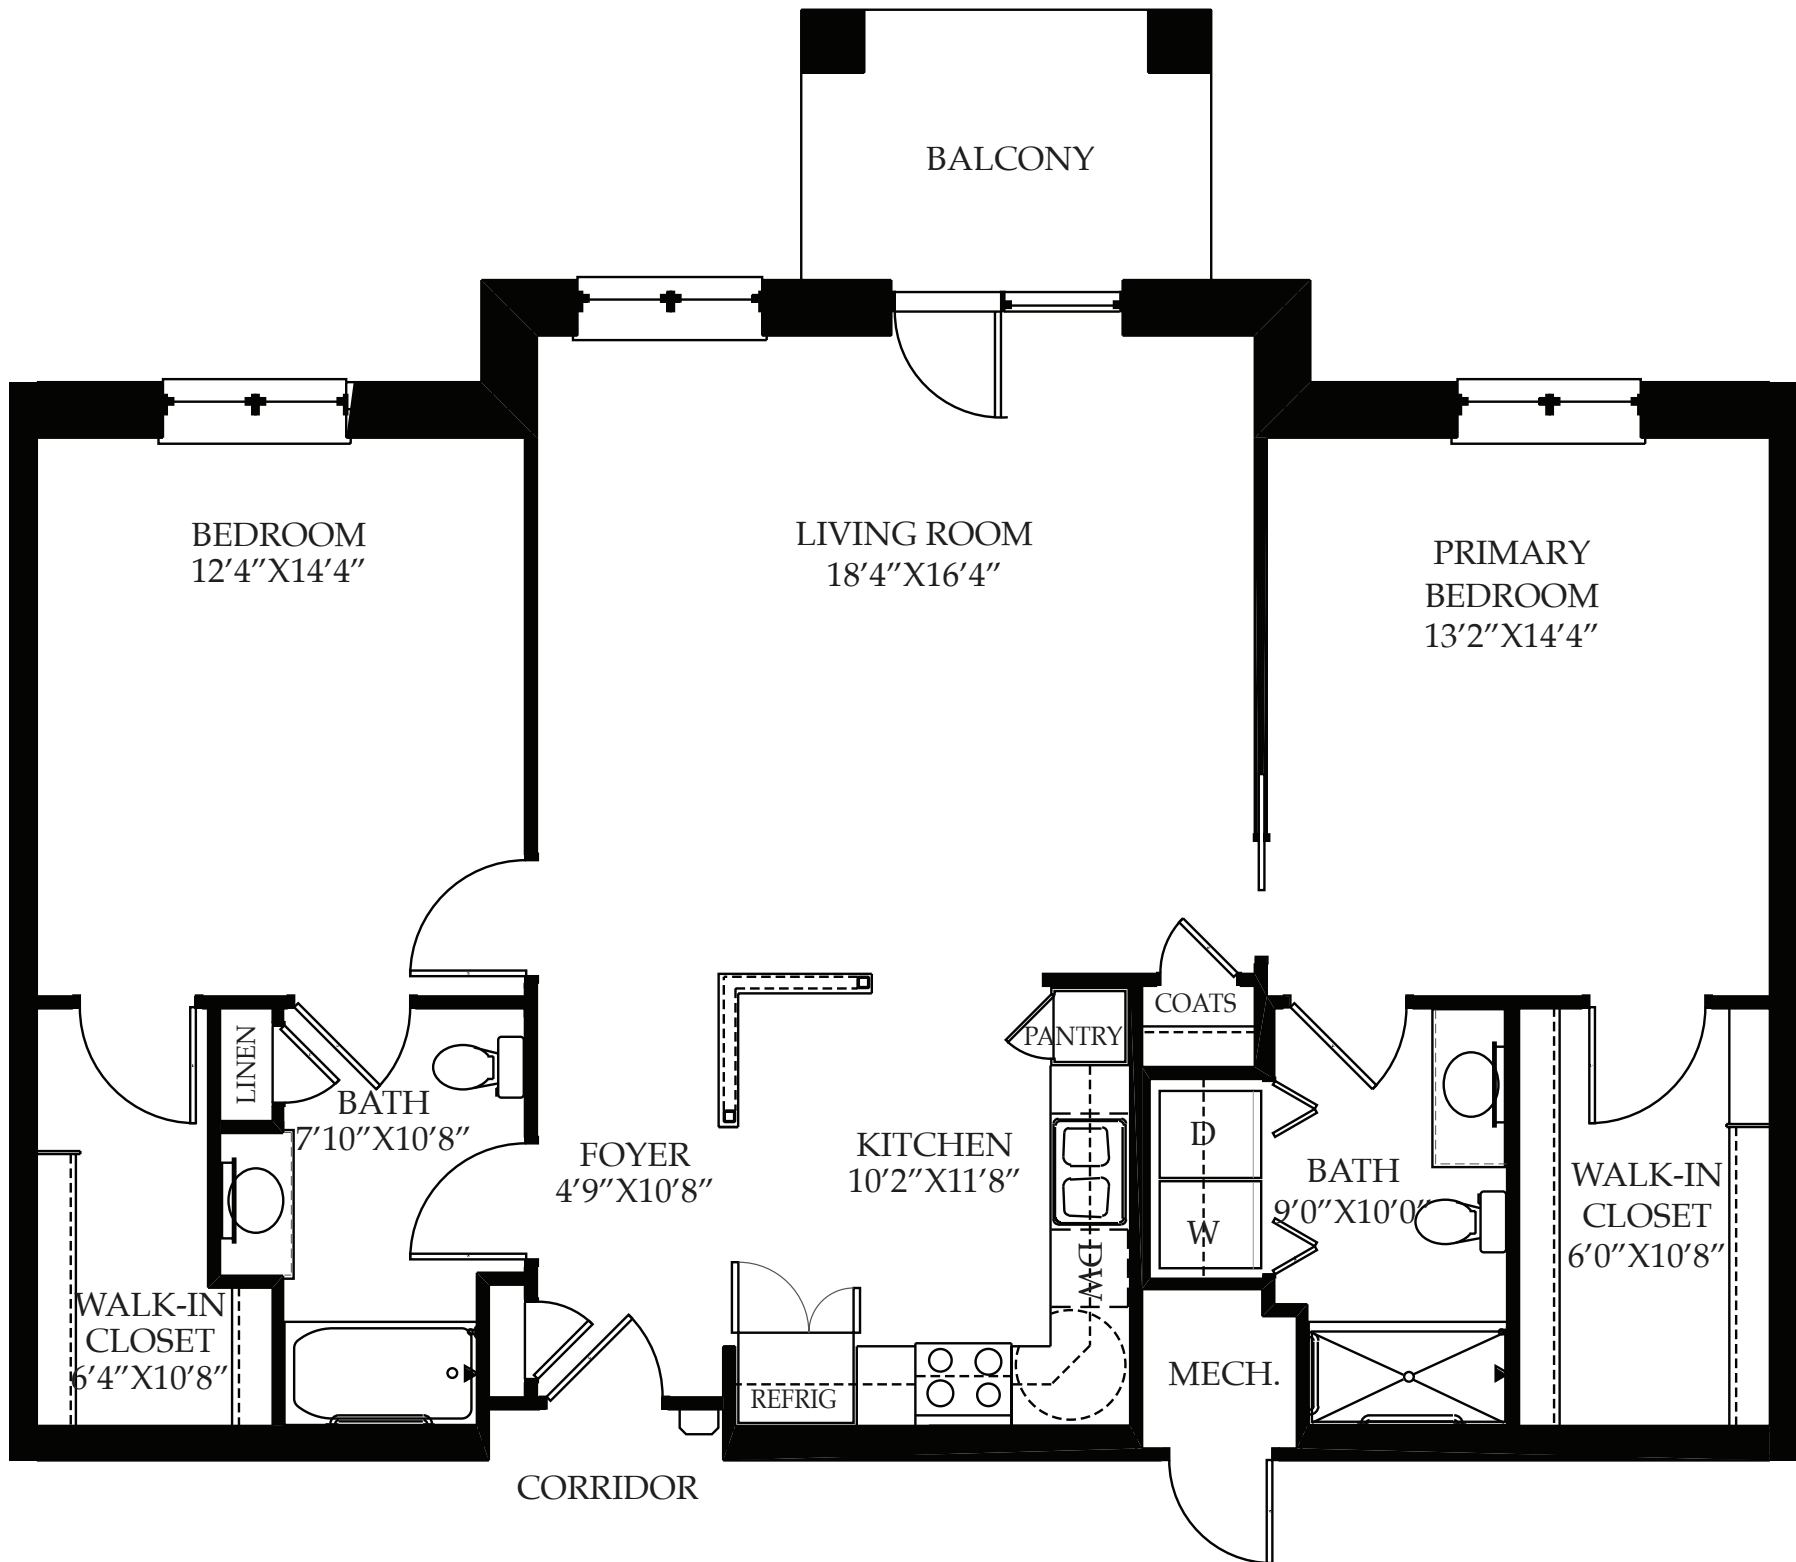 BALCONY
BEDROOM
12'4"X14'4"
LIVING ROOM
18'4"X16'4"
PRIMARY
BEDROOM
13'2"X14'4"
LINEN
BATH
7'10"X10'8"
FOYER
4'9"X10'8"
KITCHEN
10'2"X11'8"
PANTRY
COATS
D
W
DW
BATH
9'0"X10'0"
WALK-IN
CLOSET
6'0"X10'8"
WALK-IN
CLOSET
6'4"X10'8"
REFRIG
MECH.
CORRIDOR